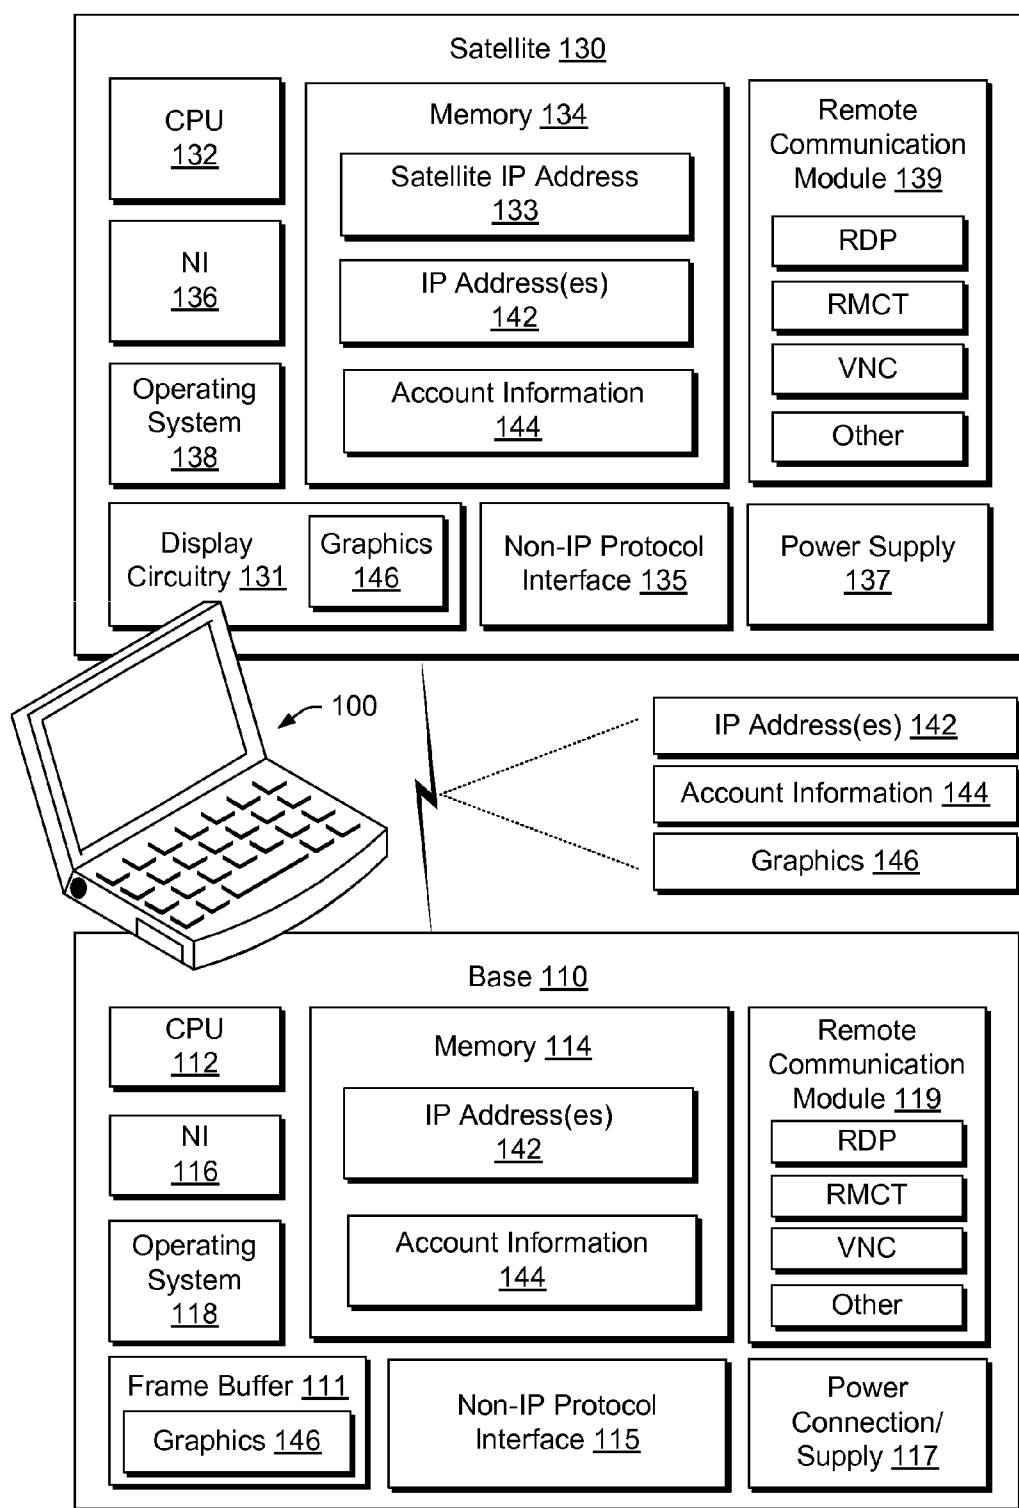 Satellite 130
CPU
132
Memory 134
Satellite IP Address
133
IP Address(es)
142
Account Information
144
Remote
Communication
Module 139
RDP
RMCT
VNC
Other
NI
136
Operating
System
138
Display
Circuitry 131
Graphics
146
Non-IP Protocol
Interface 135
Power Supply
137
100
IP Address(es) 142
Account Information 144
Graphics 146
Base 110
CPU
112
Memory 114
IP Address(es)
142
Account Information
144
Remote
Communication
Module 119
RDP
RMCT
VNC
Other
NI
116
Operating
System
118
Frame Buffer 111
Graphics 146
Non-IP Protocol
Interface 115
Power
Connection/
Supply 117